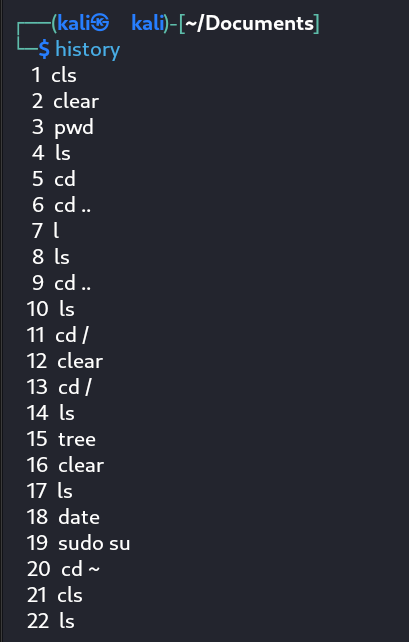 ┌──(kali㉿kali)-[~/Documents]
└─$ history
1 cls
2 clear
3 pwd
4 ls
5 cd
6 cd ..
7 l
8 ls
9 cd ..
10 ls
11 cd /
12 clear
13 cd /
14 ls
15 tree
16 clear
17 ls
18 date
19 sudo su
20 cd ~
21 cls
22 ls